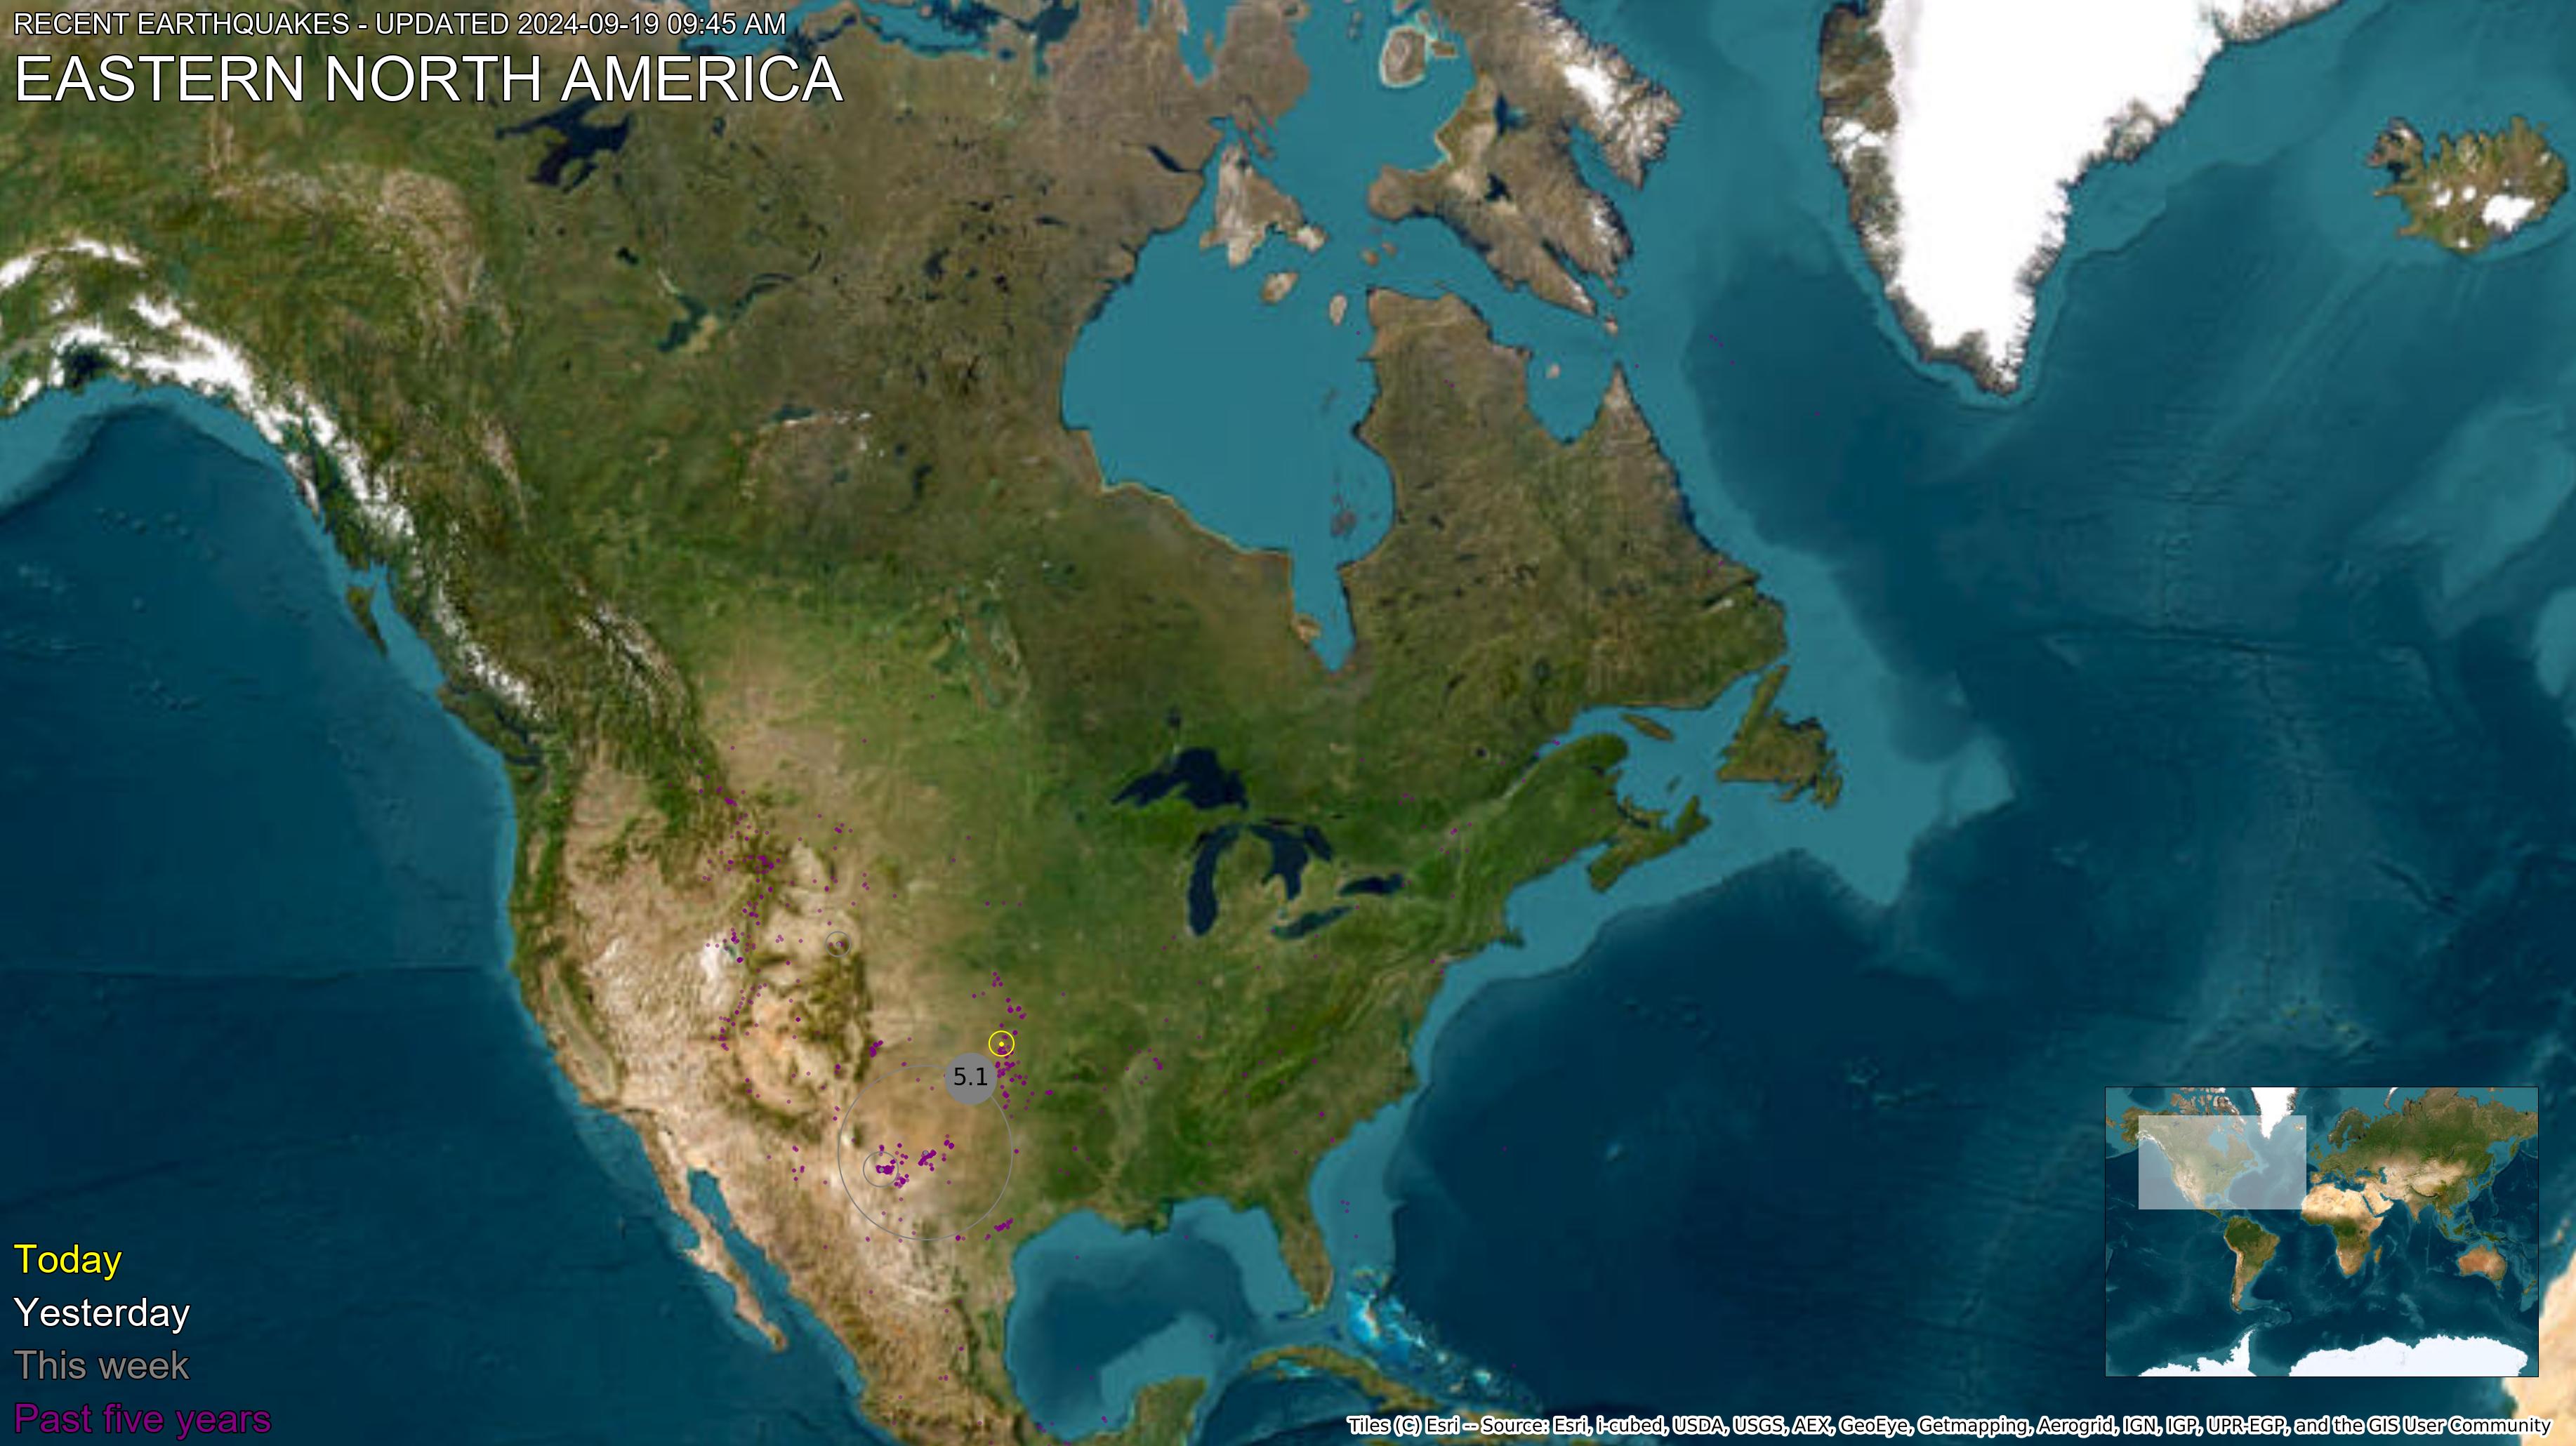 RECENT EARTHQUAKES - UPDATED 2024-09-19 09:45 AM
EASTERN NORTH AMERICA
5.1
Today
Yesterday
This week
Past five years
Tiles (C) Esri -- Source: Esri, i-cubed, USDA, USGS, AEX, GeoEye, Getmapping, Aerogrid, IGN, IGP, UPR-EGP, and the GIS User Community